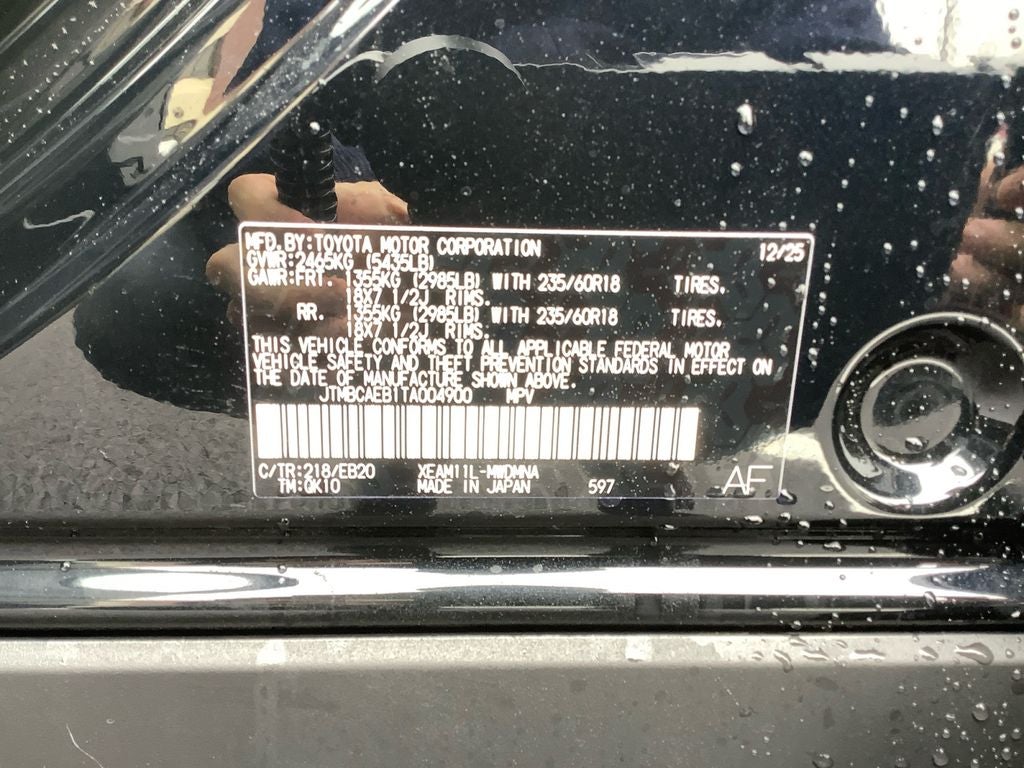 MFD. BY: TOYOTA MOTOR CORPORATION 12/25
GVWR: 2465KG (5435LB)
GAWR: FRT. 1355KG (2985LB) WITH 235/60R18 TIRES.
18X7 1/2J RIMS.
RR. 1355KG (2985LB) WITH 235/60R18 TIRES.
18X7 1/2J RIMS.
THIS VEHICLE CONFORMS TO ALL APPLICABLE FEDERAL MOTOR
VEHICLE SAFETY AND THEFT PREVENTION STANDARDS IN EFFECT ON
THE DATE OF MANUFACTURE SHOWN ABOVE.
JTMBCAEB1TA004900 MPV
C/TR: 218/EB20 XEAM11L-MWDMNA
TM: QK10 MADE IN JAPAN 597 AF